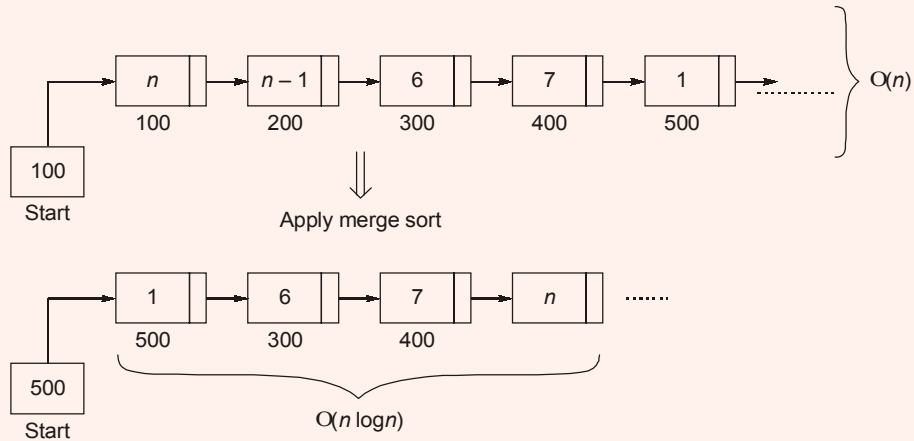 n n – 1 6 7 1 O(n)
100 200 300 400 500
100
Start
Apply merge sort
1 6 7 n
500 300 400
500
Start
O(n logn)